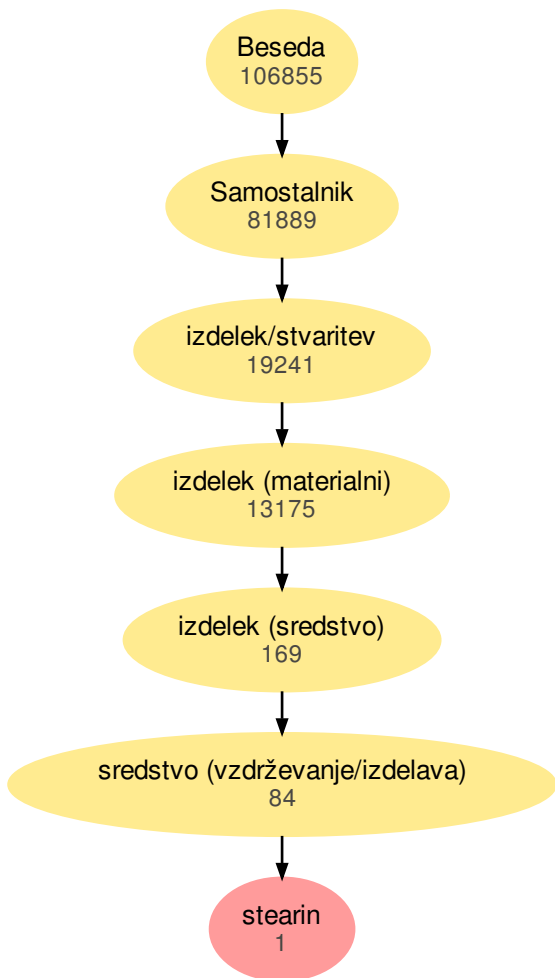 Beseda
106855
Samostalnik
81889
izdelek/stvaritev
19241
izdelek (materialni)
13175
izdelek (sredstvo)
169
sredstvo (vzdrževanje/izdelava)
84
stearin
1